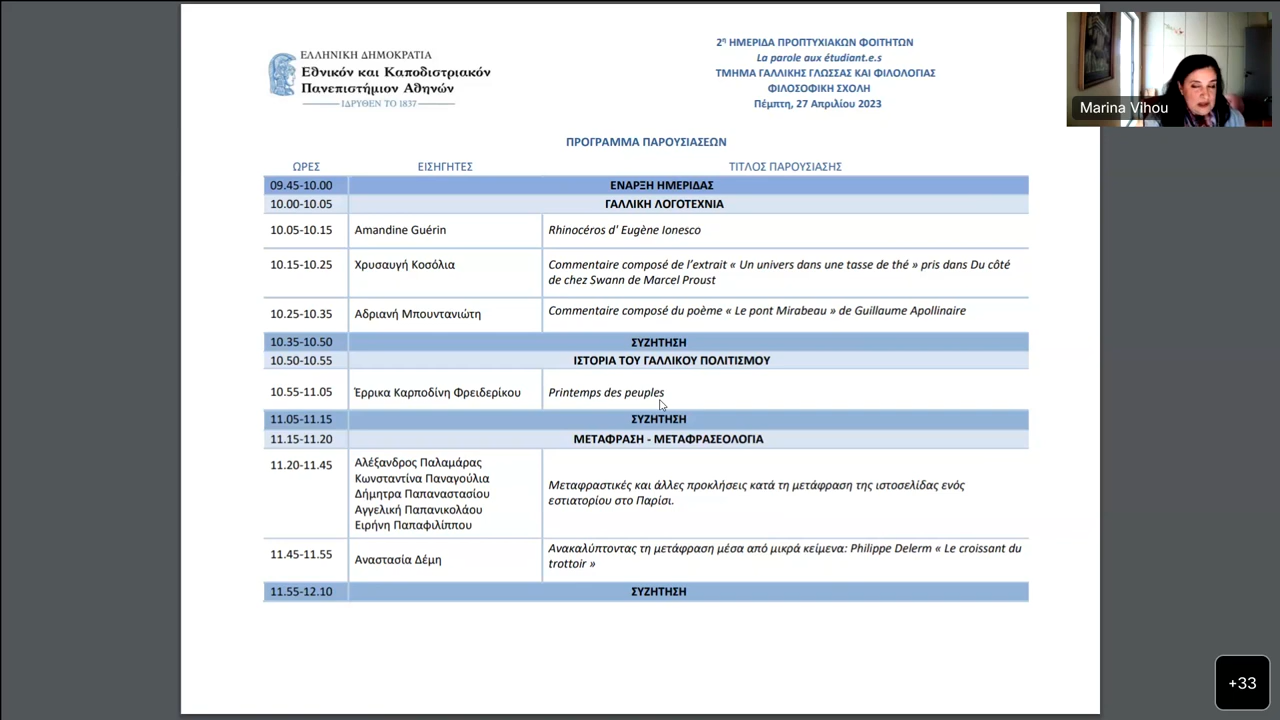 ΕΛΛΗΝΙΚΗ ΔΗΜΟΚΡΑΤΙΑ
Εθνικόν και Καποδιστριακόν
Πανεπιστήμιον Αθηνών
ΙΔΡΥΘΕΝ ΤΟ 1837
2η ΗΜΕΡΙΔΑ ΠΡΟΠΤΥΧΙΑΚΩΝ ΦΟΙΤΗΤΩΝ
La parole aux étudiant.e.s
ΤΜΗΜΑ ΓΑΛΛΙΚΗΣ ΓΛΩΣΣΑΣ ΚΑΙ ΦΙΛΟΛΟΓΙΑΣ
ΦΙΛΟΣΟΦΙΚΗ ΣΧΟΛΗ
Πέμπτη, 27 Απριλίου 2023
Marina Vihou
ΠΡΟΓΡΑΜΜΑ ΠΑΡΟΥΣΙΑΣΕΩΝ
ΩΡΕΣ ΕΙΣΗΓΗΤΕΣ ΤΙΤΛΟΣ ΠΑΡΟΥΣΙΑΣΗΣ
09.45-10.00 ΕΝΑΡΞΗ ΗΜΕΡΙΔΑΣ
10.00-10.05 ΓΑΛΛΙΚΗ ΛΟΓΟΤΕΧΝΙΑ
10.05-10.15 Amandine Guérin Rhinocéros d' Eugène Ionesco
10.15-10.25 Χρυσαυγή Κοσόλια Commentaire composé de l'extrait « Un univers dans une tasse de thé » pris dans Du côté
de chez Swann de Marcel Proust
10.25-10.35 Αδριανή Μπουντανιώτη Commentaire composé du poème « Le pont Mirabeau » de Guillaume Apollinaire
10.35-10.50 ΣΥΖΗΤΗΣΗ
10.50-10.55 ΙΣΤΟΡΙΑ ΤΟΥ ΓΑΛΛΙΚΟΥ ΠΟΛΙΤΙΣΜΟΥ
10.55-11.05 Έρρικα Καρποδίνη Φρειδερίκου Printemps des peuples
11.05-11.15 ΣΥΖΗΤΗΣΗ
11.15-11.20 ΜΕΤΑΦΡΑΣΗ - ΜΕΤΑΦΡΑΣΕΟΛΟΓΙΑ
11.20-11.45 Αλέξανδρος Παλαμάρας
Κωνσταντίνα Παναγούλια
Δήμητρα Παπαναστασίου
Αγγελική Παπανικολάου
Ειρήνη Παπαφιλίππου
Μεταφραστικές και άλλες προκλήσεις κατά τη μετάφραση της ιστοσελίδας ενός
εστιατορίου στο Παρίσι.
11.45-11.55 Αναστασία Δέμη Ανακαλύπτοντας τη μετάφραση μέσα από μικρά κείμενα: Philippe Delerm « Le croissant du
trottoir »
11.55-12.10 ΣΥΖΗΤΗΣΗ
+33